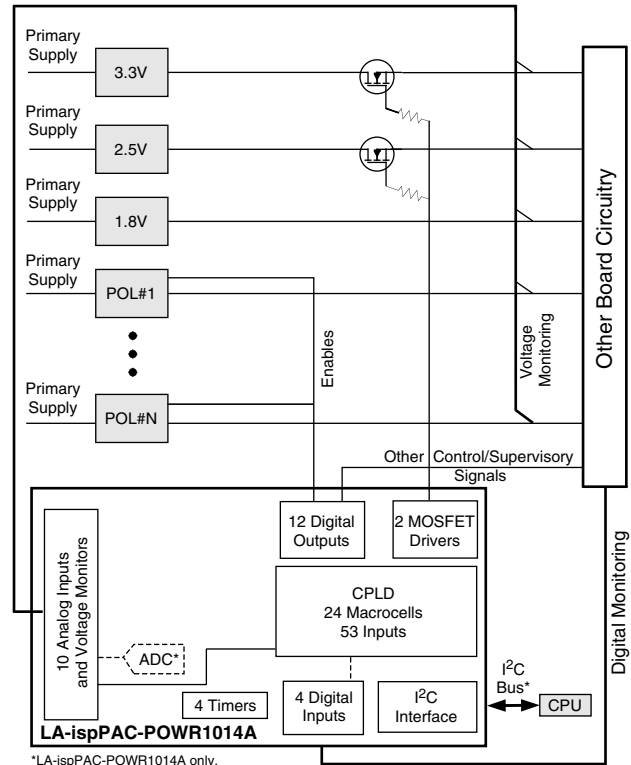 Primary
Supply
3.3V
Primary
Supply
2.5V
Primary
Supply
1.8V
Primary
Supply
POL#1
Primary
Supply
POL#N
Enables
Voltage
Monitoring
Other Board Circuitry
Other Control/Supervisory
Signals
12 Digital
Outputs
2 MOSFET
Drivers
10 Analog Inputs
and Voltage Monitors
CPLD
24 Macrocells
53 Inputs
ADC*
4 Timers
4 Digital
Inputs
I2C
Interface
I2C
Bus*
CPU
Digital Monitoring
LA-ispPAC-POWR1014A
*LA-ispPAC-POWR1014A only.